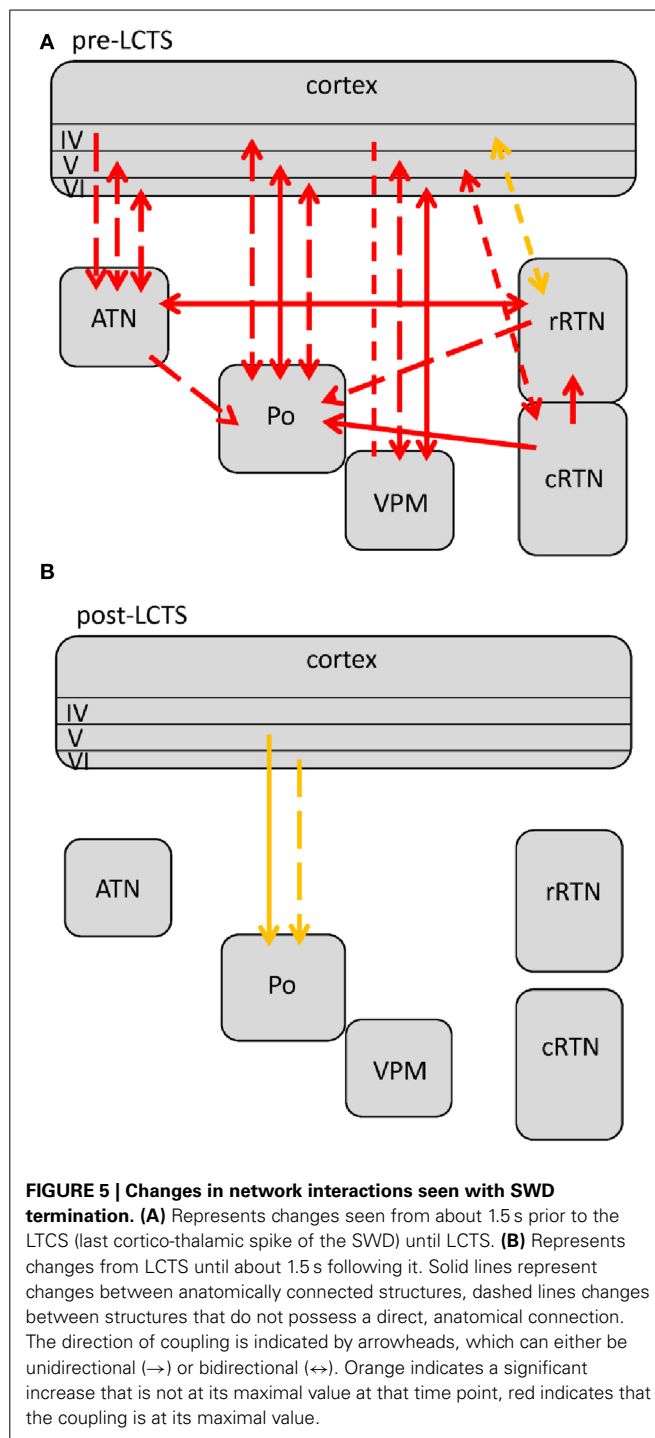 A pre-LCTS
cortex
IV
V
VI
ATN
rRTN
Po
cRTN
VPM
B
post-LCTS
cortex
IV
V
VI
ATN
rRTN
Po
cRTN
VPM
FIGURE 5 | Changes in network interactions seen with SWD
termination. (A) Represents changes seen from about 1.5 s prior to the
LTCS (last cortico-thalamic spike of the SWD) until LCTS. (B) Represents
changes from LCTS until about 1.5 s following it. Solid lines represent
changes between anatomically connected structures, dashed lines changes
between structures that do not possess a direct, anatomical connection.
The direction of coupling is indicated by arrowheads, which can either be
unidirectional (→) or bidirectional (↔). Orange indicates a significant
increase that is not at its maximal value at that time point, red indicates that
the coupling is at its maximal value.